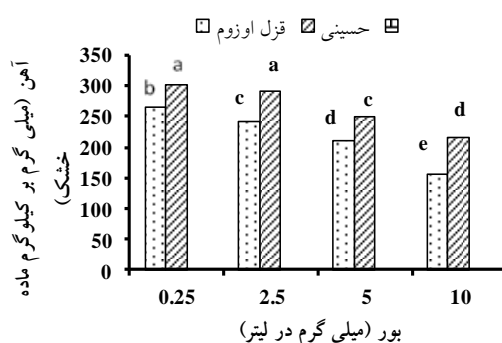 قزل اوزوم حسینی
آهن (میلی گرم بر کیلوگرم ماده
خشک)
350
300
250
200
150
100
50
0
b a
c a
d c
e d
0.25 2.5 5 10
بور (میلی گرم در لیتر)